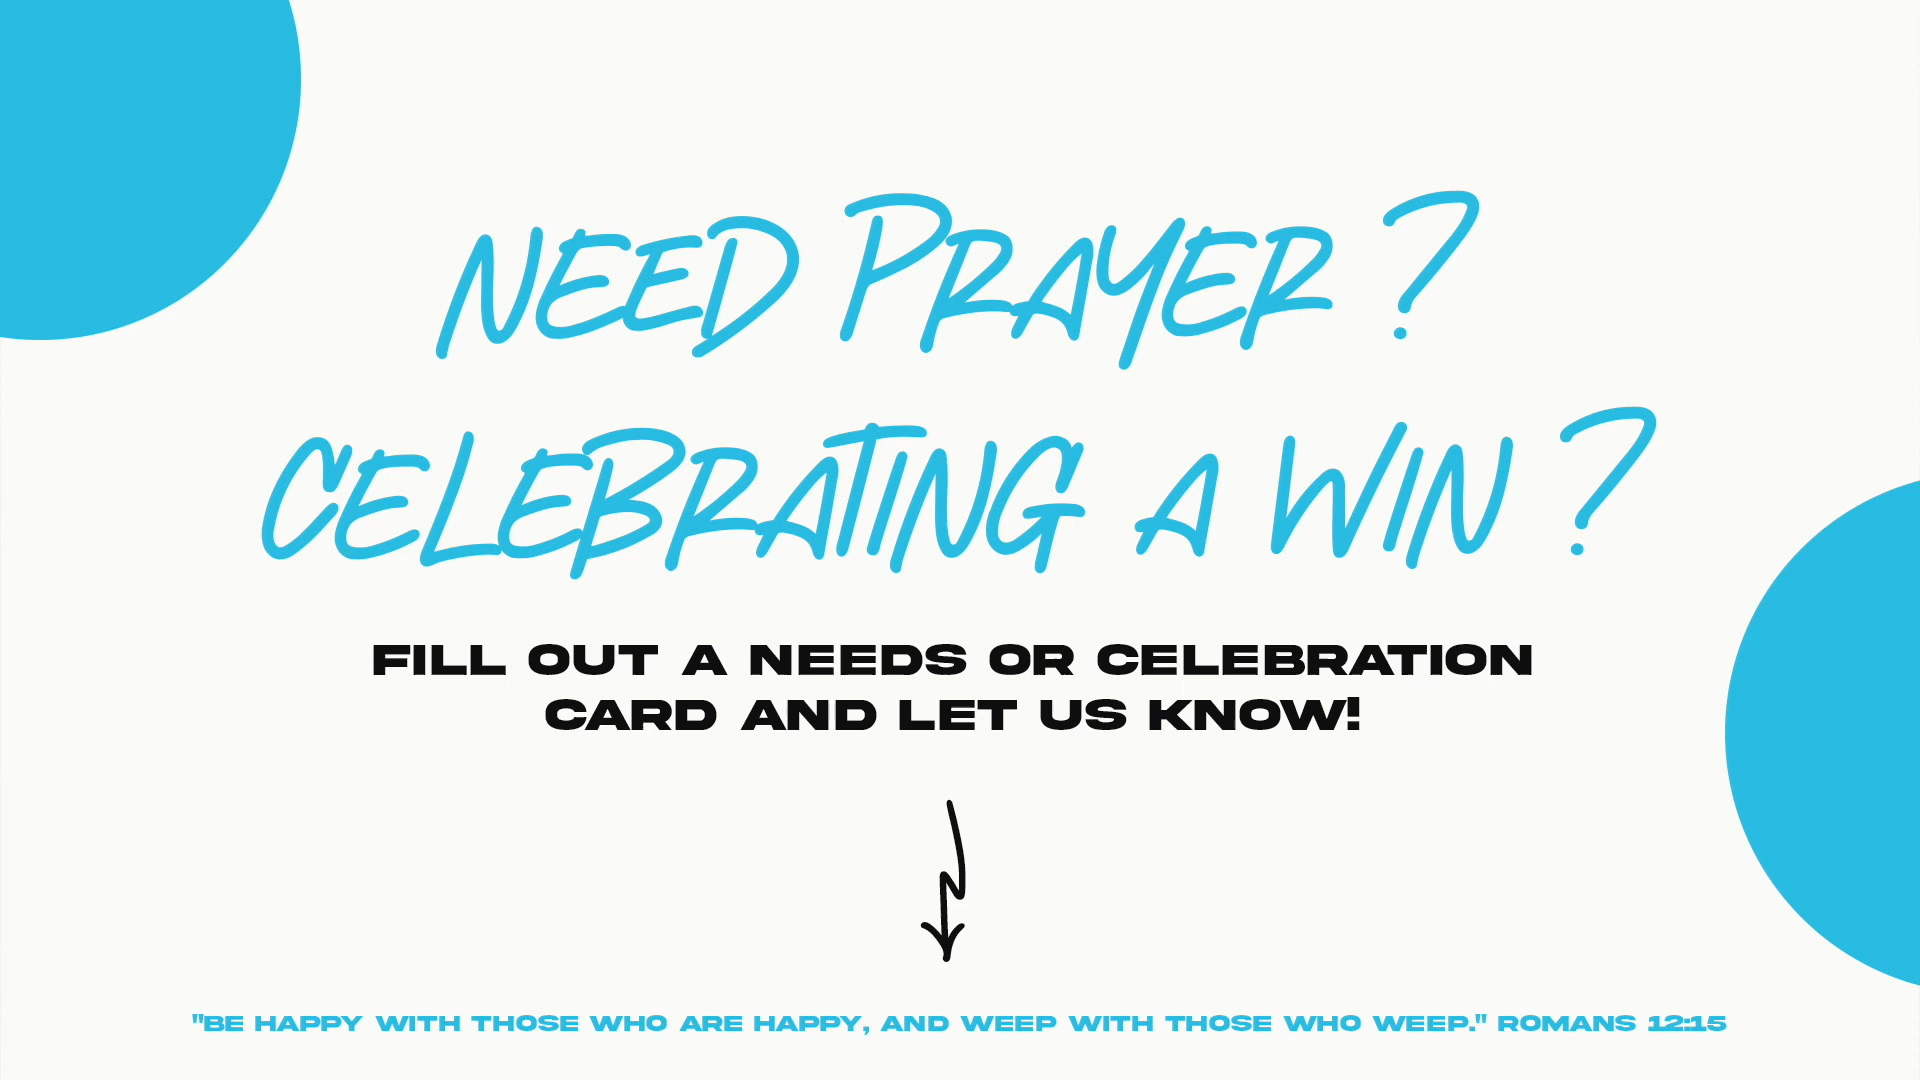 NEED PRAYER?
CELEBRATING A WIN?
FILL OUT A NEEDS OR CELEBRATION
CARD AND LET US KNOW!
"BE HAPPY WITH THOSE WHO ARE HAPPY, AND WEEP WITH THOSE WHO WEEP." ROMANS 12:15